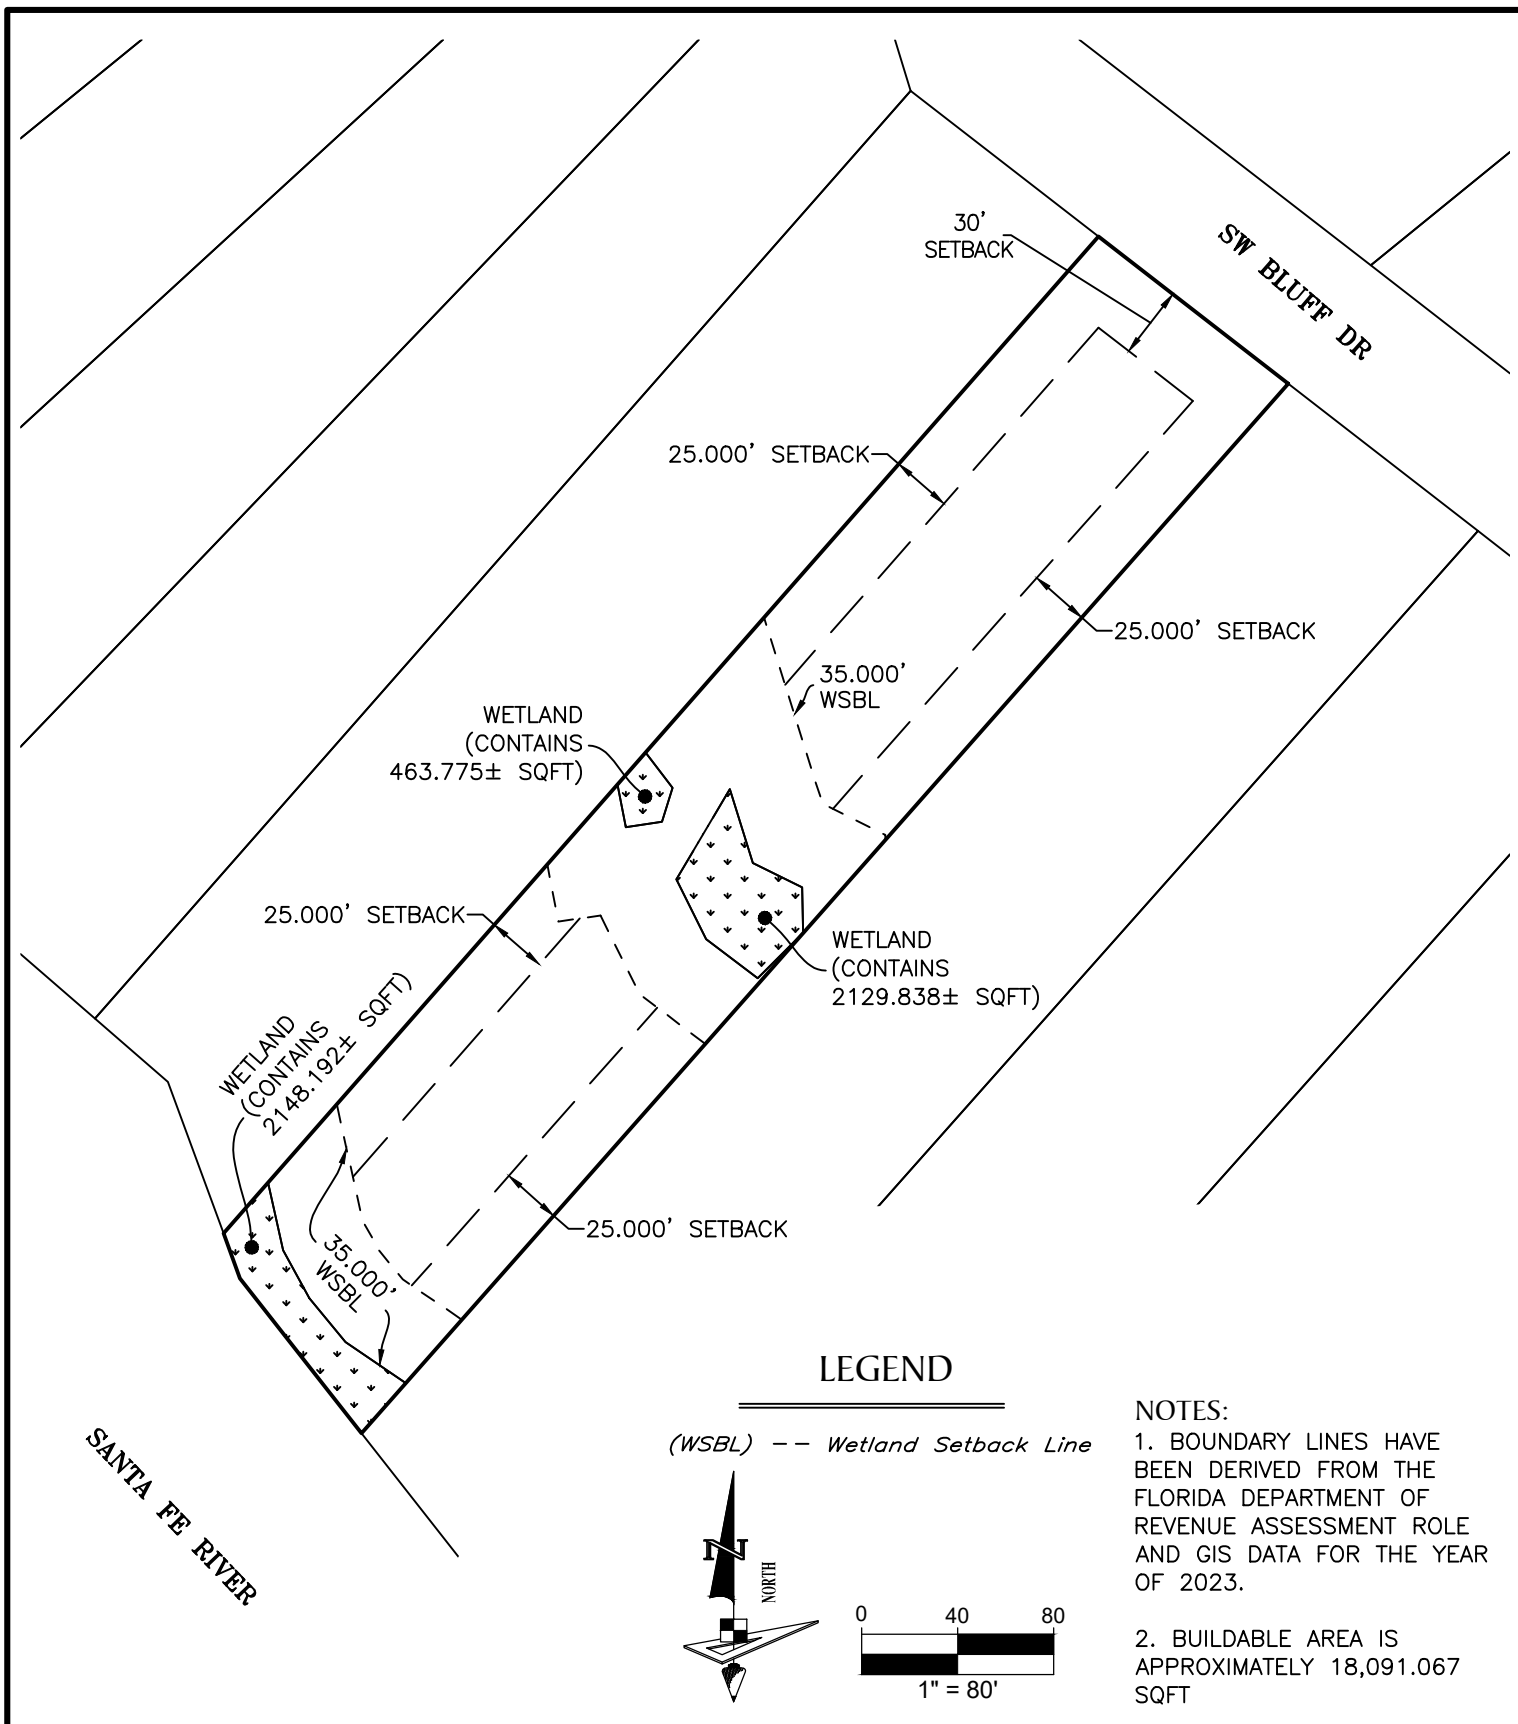 30'
SETBACK
SW BLUFF DR
25.000' SETBACK
25.000' SETBACK
35.000'
WSBL
WETLAND
(CONTAINS
463.775± SQFT)
25.000' SETBACK
WETLAND
(CONTAINS
2129.838± SQFT)
WETLAND
(CONTAINS
2148.192± SQFT)
25.000' SETBACK
35.000'
WSBL
SANTA FE RIVER
LEGEND
(WSBL) -- Wetland Setback Line
N
NORTH
0 40 80
1" = 80'
NOTES:
1. BOUNDARY LINES HAVE
BEEN DERIVED FROM THE
FLORIDA DEPARTMENT OF
REVENUE ASSESSMENT ROLE
AND GIS DATA FOR THE YEAR
OF 2023.
2. BUILDABLE AREA IS
APPROXIMATELY 18,091.067
SQFT